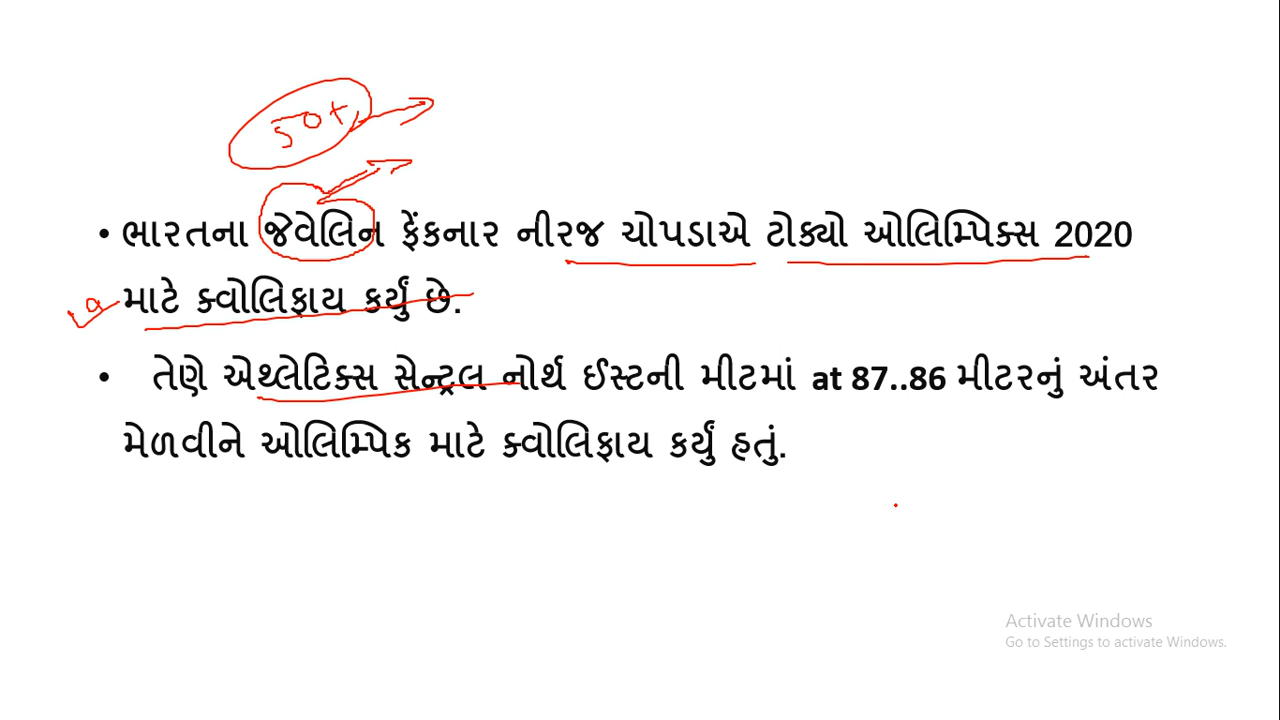 50+
• ભારતના જેવેલિન ફેંકનાર નીરજ ચોપડાએ ટોક્યો ઓલિમ્પિક્સ 2020
માટે ક્વોલિફાય કર્યું છે.
• તેણે એથ્લેટિક્સ સેન્ટ્રલ નોર્થ ઈસ્ટની મીટમાં at 87..86 મીટરનું અંતર
મેળવીને ઓલિમ્પિક માટે ક્વોલિફાય કર્યું હતું.
Activate Windows
Go to Settings to activate Windows.